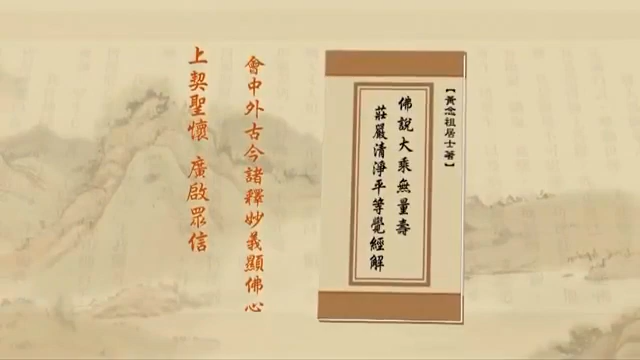 【黃念祖居士著】
佛說大乘無量壽
莊嚴清淨平等覺經解
會中外古今諸釋妙義顯佛心
上契聖懷 廣啟眾信